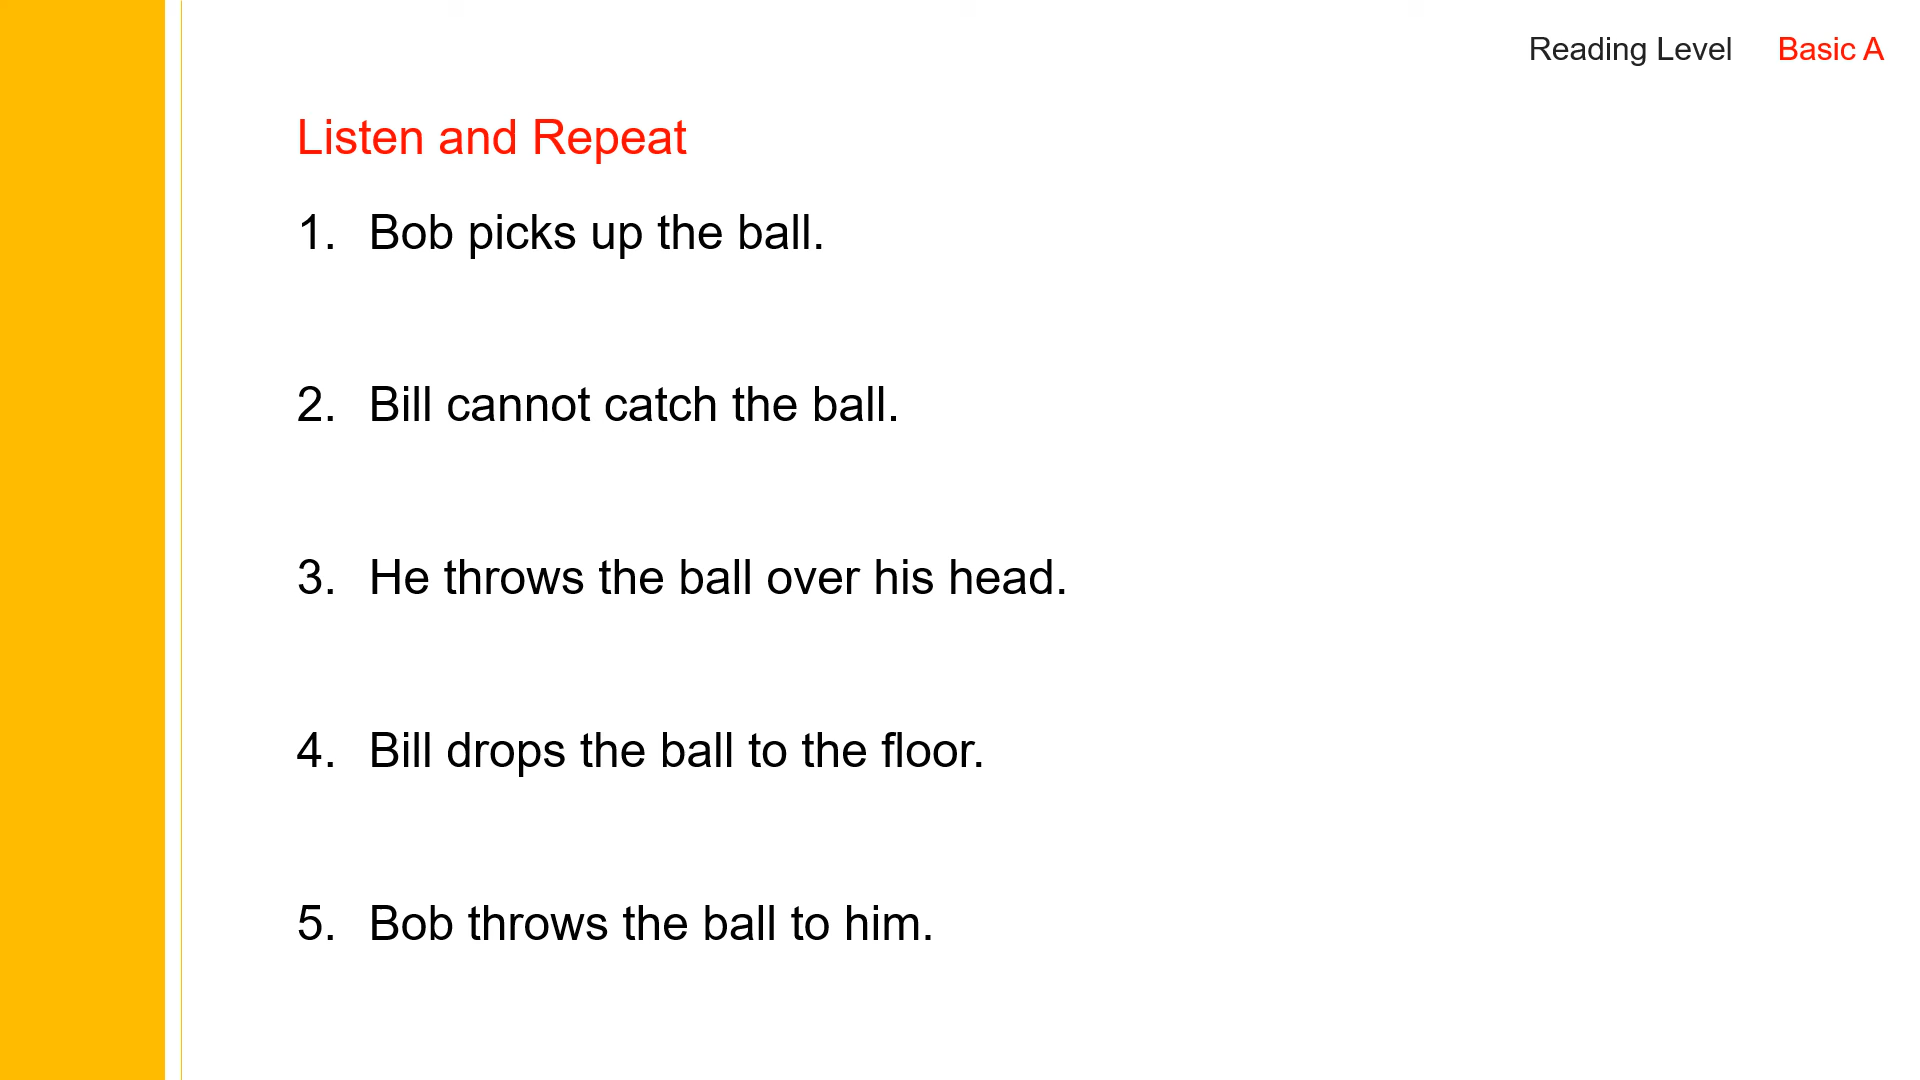 Reading Level Basic A
Listen and Repeat
1. Bob picks up the ball.
2. Bill cannot catch the ball.
3. He throws the ball over his head.
4. Bill drops the ball to the floor.
5. Bob throws the ball to him.